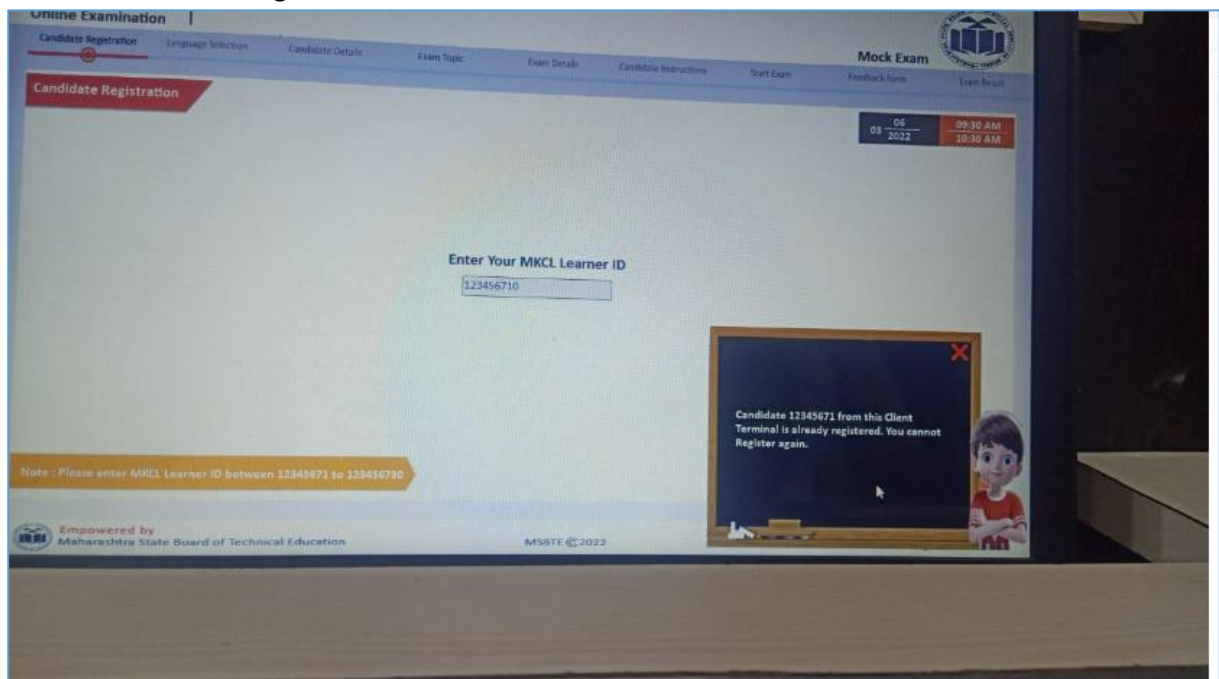 Online Examination
Candidate Registration
Language Selection
Candidate Details
Exam Topic
Exam Details
Candidate Instructions
Start Exam
Mock Exam
Feedback Form
Exam Result
Candidate Registration
03 06 2022
09:30 AM
10:30 AM
Enter Your MKCL Learner ID
123456710
Candidate 12345671 from this Client
Terminal is already registered. You cannot
Register again.
Note : Please enter MKCL Learner ID between 12345671 to 123456730
Empowered by
Maharashtra State Board of Technical Education
MSBTE © 2022